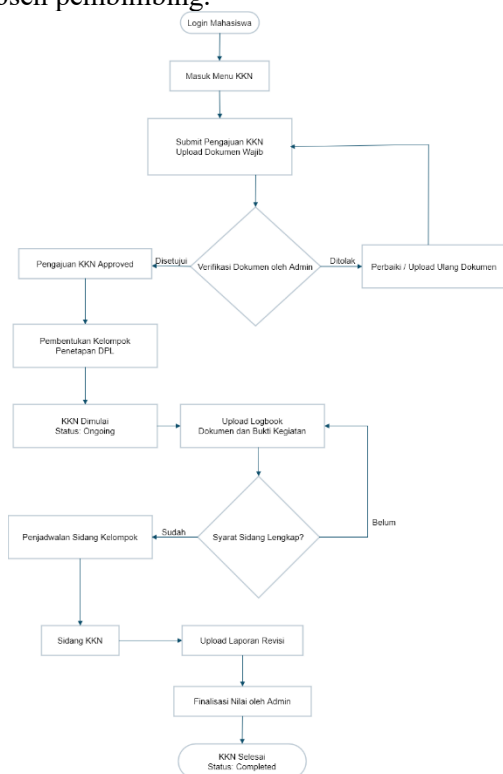 osen pembimbing.
Login Mahasiswa
Masuk Menu KKN
Submit Pengajuan KKN
Upload Dokumen Wajib
Verifikasi Dokumen oleh Admin
Disetujui
Ditolak
Pengajuan KKN Approved
Perbaiki / Upload Ulang Dokumen
Pembentukan Kelompok
Penetapan DPL
KKN Dimulai
Status: Ongoing
Upload Logbook
Dokumen dan Bukti Kegiatan
Syarat Sidang Lengkap?
Sudah
Belum
Penjadwalan Sidang Kelompok
Sidang KKN
Upload Laporan Revisi
Finalisasi Nilai oleh Admin
KKN Selesai
Status: Completed